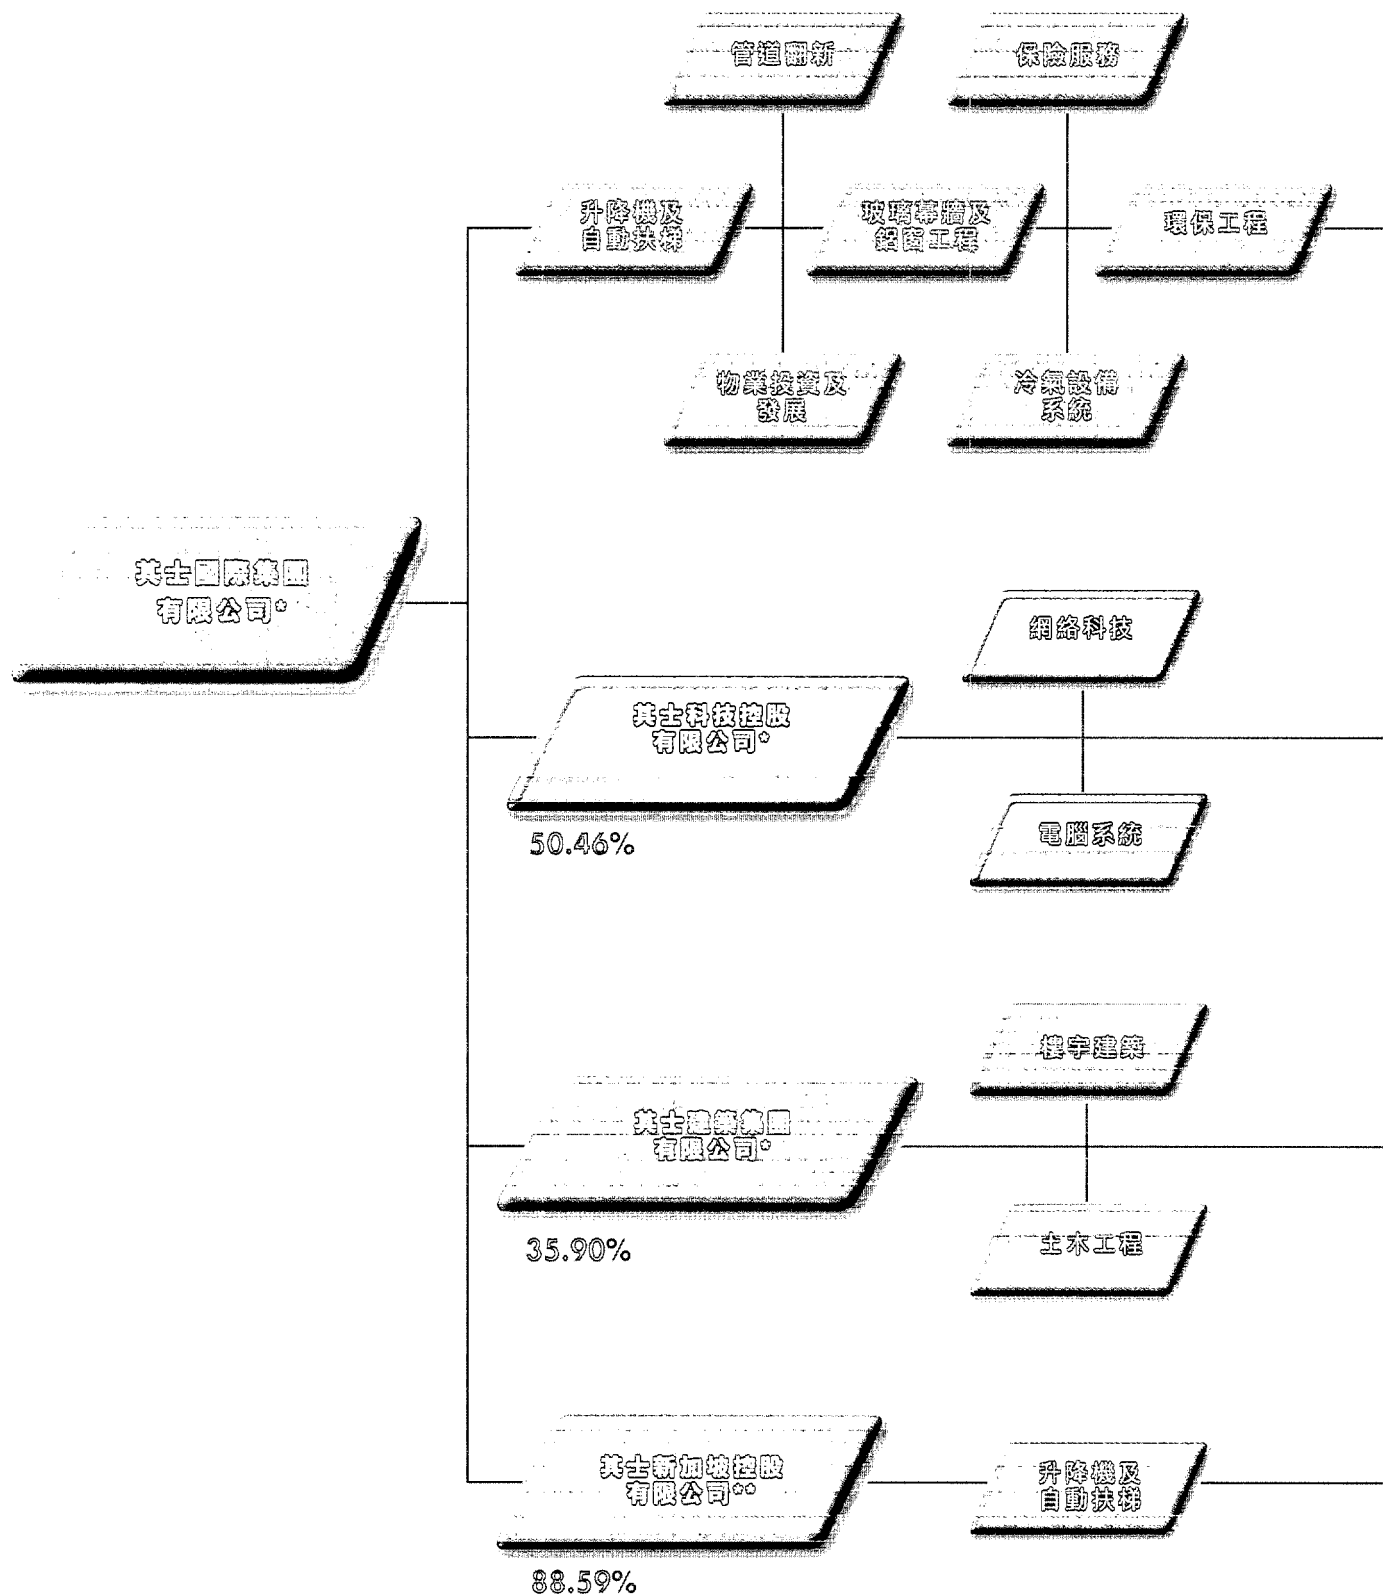 管道翻新
保險服務
升降機及
自動扶梯
玻璃幕牆及
鋁窗工程
環保工程
物業投資及
發展
冷氣設備
系統
其士國際集團
有限公司*
網絡科技
其士科技控股
有限公司*
50.46%
電腦系統
樓宇建築
其士建築集團
有限公司*
35.90%
土木工程
其士新加坡控股
有限公司**
88.59%
升降機及
自動扶梯